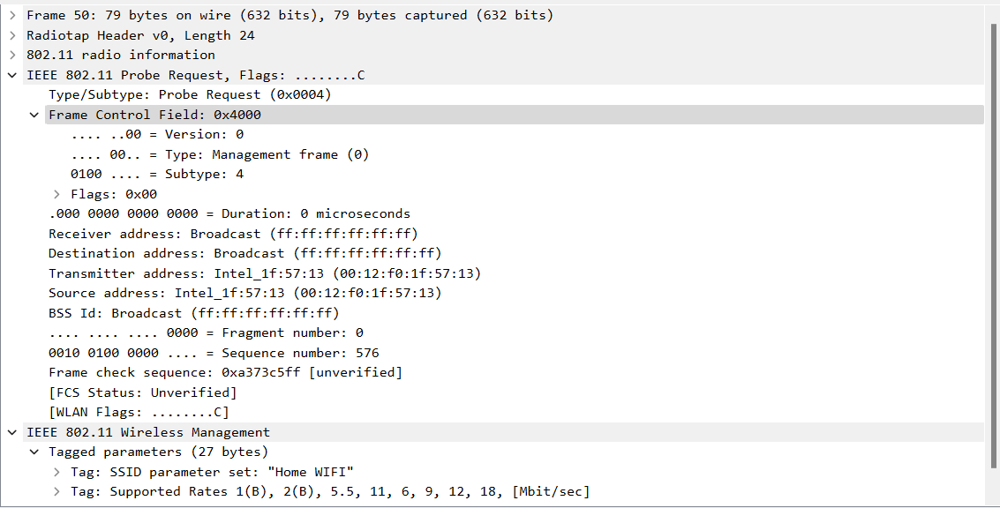 Frame 50: 79 bytes on wire (632 bits), 79 bytes captured (632 bits)
Radiotap Header v0, Length 24
802.11 radio information
IEEE 802.11 Probe Request, Flags: ........C
Type/Subtype: Probe Request (0x0004)
Frame Control Field: 0x4000
.... ..00 = Version: 0
.... 00.. = Type: Management frame (0)
0100 .... = Subtype: 4
Flags: 0x00
.000 0000 0000 0000 = Duration: 0 microseconds
Receiver address: Broadcast (ff:ff:ff:ff:ff:ff)
Destination address: Broadcast (ff:ff:ff:ff:ff:ff)
Transmitter address: Intel_1f:57:13 (00:12:f0:1f:57:13)
Source address: Intel_1f:57:13 (00:12:f0:1f:57:13)
BSS Id: Broadcast (ff:ff:ff:ff:ff:ff)
.... .... .... 0000 = Fragment number: 0
0010 0100 0000 .... = Sequence number: 576
Frame check sequence: 0xa373c5ff [unverified]
[FCS Status: Unverified]
[WLAN Flags: ........C]
IEEE 802.11 Wireless Management
Tagged parameters (27 bytes)
Tag: SSID parameter set: "Home WIFI"
Tag: Supported Rates 1(B), 2(B), 5.5, 11, 6, 9, 12, 18, [Mbit/sec]